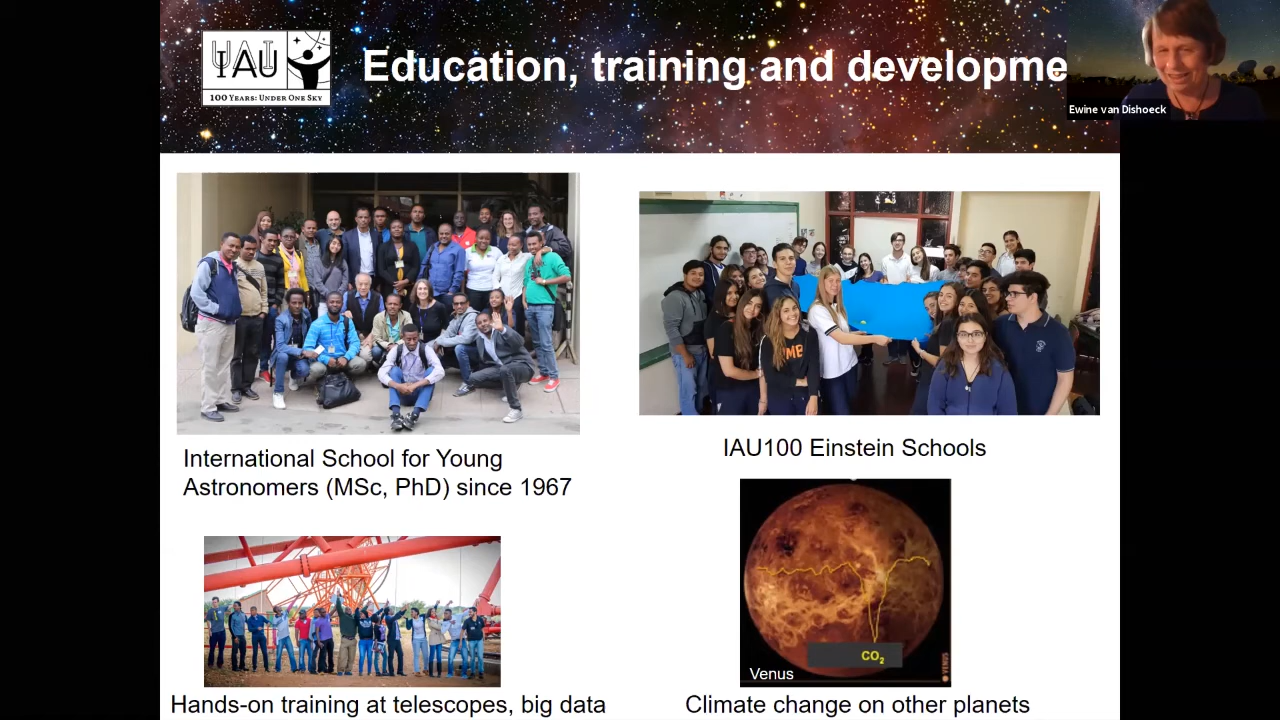 IAU
100 YEARS: UNDER ONE SKY
Education, training and developme
Ewine van Dishoeck
MB
International School for Young
Astronomers (MSc, PhD) since 1967
IAU100 Einstein Schools
CO₂
VENUS
Venus
Hands-on training at telescopes, big data
Climate change on other planets